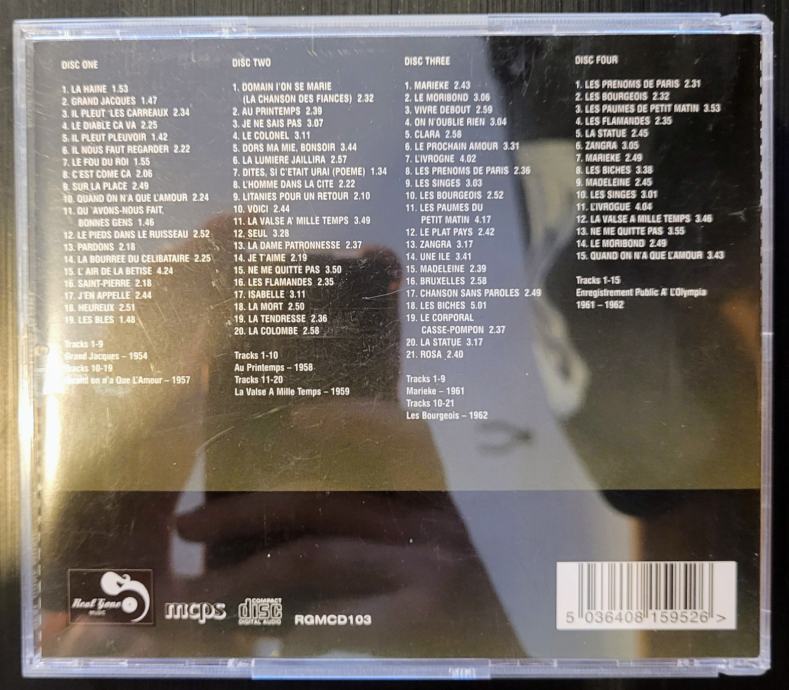 DISC ONE
1. LA HAINE 1.53
2. GRAND JACQUES 1.47
3. IL PLEUT 'LES CARREAUX 2.34
4. LE DIABLE CA VA 2.25
5. IL PLEUT PLEUVOIR 1.42
6. IL NOUS FAUT REGARDER 2.22
7. LE FOU DU ROI 1.55
8. C'EST COME CA 2.06
9. SUR LA PLACE 2.49
10. QUAND ON N'A QUE L'AMOUR 2.24
11. QU 'AVONS-NOUS FAIT,
BONNES GENS 1.46
12. LE PIEDS DANS LE RUISSEAU 2.52
13. PARDONS 2.18
14. LA BOURREE DU CELIBATAIRE 2.25
15. L' AIR DE LA BETISE 4.24
16. SAINT-PIERRE 2.18
17. J'EN APPELLE 2.44
18. HEUREUX 2.51
19. LES BLES 1.48
Tracks 1-9
Grand Jacques – 1954
Tracks 10-19
Quand on n'a Que L'Amour – 1957
DISC TWO
1. DOMAIN I'ON SE MARIE
(LA CHANSON DES FIANCES) 2.32
2. AU PRINTEMPS 2.39
3. JE NE SAIS PAS 3.07
4. LE COLONEL 3.11
5. DORS MA MIE, BONSOIR 3.44
6. LA LUMIERE JAILLIRA 2.57
7. DITES, SI C'ETAIT URAI (POEME) 1.34
8. L'HOMME DANS LA CITE 2.22
9. LITANIES POUR UN RETOUR 2.10
10. VOICI 2.44
11. LA VALSE A' MILLE TEMPS 3.49
12. SEUL 3.28
13. LA DAME PATRONNESSE 2.37
14. JE T'AIME 2.19
15. NE ME QUITTE PAS 3.50
16. LES FLAMANDES 2.35
17. ISABELLE 3.11
18. LA MORT 2.50
19. LA TENDRESSE 2.36
20. LA COLOMBE 2.58
Tracks 1-10
Au Printemps – 1958
Tracks 11-20
La Valse A Mille Temps – 1959
DISC THREE
1. MARIEKE 2.43
2. LE MORIBOND 3.06
3. VIVRE DEBOUT 2.59
4. ON N'OUBLIE RIEN 3.04
5. CLARA 2.58
6. LE PROCHAIN AMOUR 3.31
7. L'IVROGNE 4.02
8. LES PRENOMS DE PARIS 2.36
9. LES SINGES 3.03
10. LES BOURGEOIS 2.52
11. LES PAUMES DU
PETIT MATIN 4.17
12. LE PLAT PAYS 2.42
13. ZANGRA 3.17
14. UNE ILE 3.41
15. MADELEINE 2.39
16. BRUXELLES 2.58
17. CHANSON SANS PAROLES 2.49
18. LES BICHES 5.01
19. LE CORPORAL
CASSE-POMPON 2.37
20. LA STATUE 3.17
21. ROSA 2.40
Tracks 1-9
Marieke – 1961
Tracks 10-21
Les Bourgeois – 1962
DISC FOUR
1. LES PRENOMS DE PARIS 2.31
2. LES BOURGEOIS 2.32
3. LES PAUMES DE PETIT MATIN 3.53
4. LES FLAMANDES 2.35
5. LA STATUE 2.45
6. ZANGRA 3.05
7. MARIEKE 2.49
8. LES BICHES 3.38
9. MADELEINE 2.45
10. LES SINGES 3.01
11. L'IVROGUE 4.04
12. LA VALSE A MILLE TEMPS 3.46
13. NE ME QUITTE PAS 3.55
14. LE MORIBOND 2.49
15. QUAND ON N'A QUE L'AMOUR 3.43
Tracks 1-15
Enregistrement Public A' L'Olympia
1961 – 1962
Real Gone
MUSIC
mcps
COMPACT
disc
DIGITAL AUDIO
RGMCD103
5 036408 159526 >